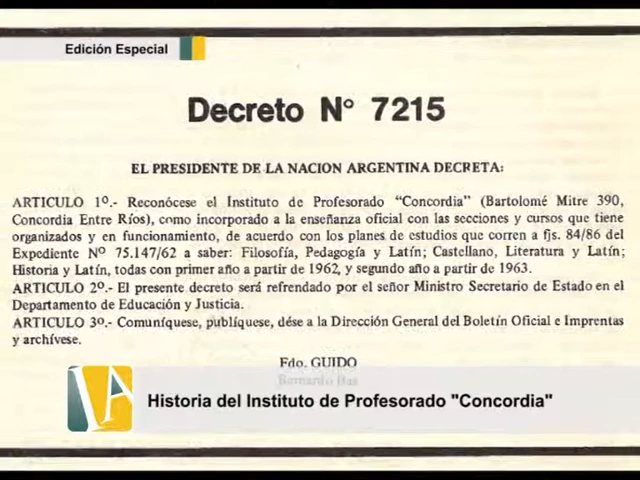 Edición Especial
Decreto Nº 7215
EL PRESIDENTE DE LA NACION ARGENTINA DECRETA:
ARTICULO 1º.- Reconócese el Instituto de Profesorado “Concordia” (Bartolomé Mitre 390,
Concordia Entre Ríos), como incorporado a la enseñanza oficial con las secciones y cursos que tiene
organizados y en funcionamiento, de acuerdo con los planes de estudios que corren a fjs. 84/86 del
Expediente Nº 75.147/62 a saber: Filosofía, Pedagogía y Latín; Castellano, Literatura y Latín;
Historia y Latín, todas con primer año a partir de 1962, y segundo año a partir de 1963.
ARTICULO 2º.- El presente decreto será refrendado por el señor Ministro Secretario de Estado en el
Departamento de Educación y Justicia.
ARTICULO 3º.- Comuníquese, publíquese, dése a la Dirección General del Boletín Oficial e Imprentas
y archívese.
Fdo. GUIDO
Bernardo Bas
VA
Historia del Instituto de Profesorado "Concordia"